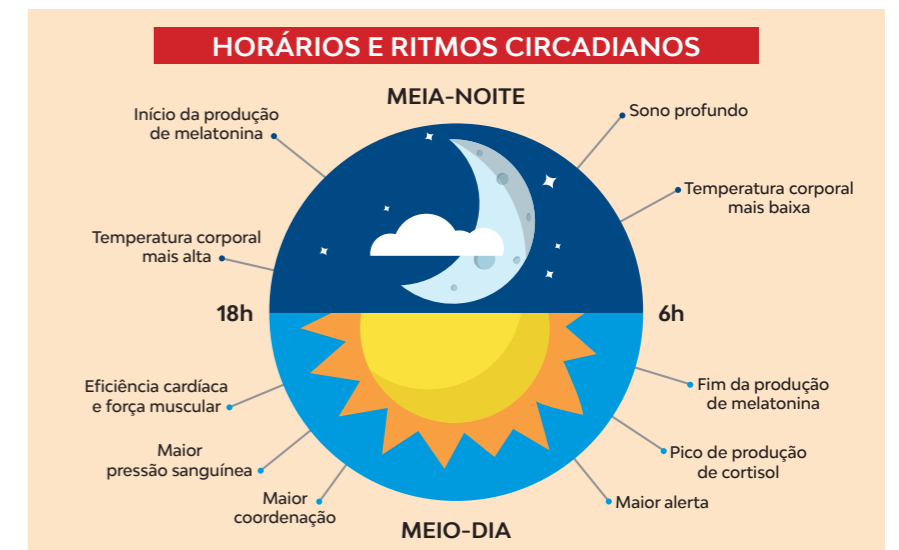 HORÁRIOS E RITMOS CIRCADIANOS
MEIA-NOITE
Início da produção
de melatonina
Sono profundo
Temperatura corporal
mais baixa
Temperatura corporal
mais alta
18h
6h
Eficiência cardíaca
e força muscular
Fim da produção
de melatonina
Maior
pressão sanguínea
Pico de produção
de cortisol
Maior
coordenação
Maior alerta
MEIO-DIA